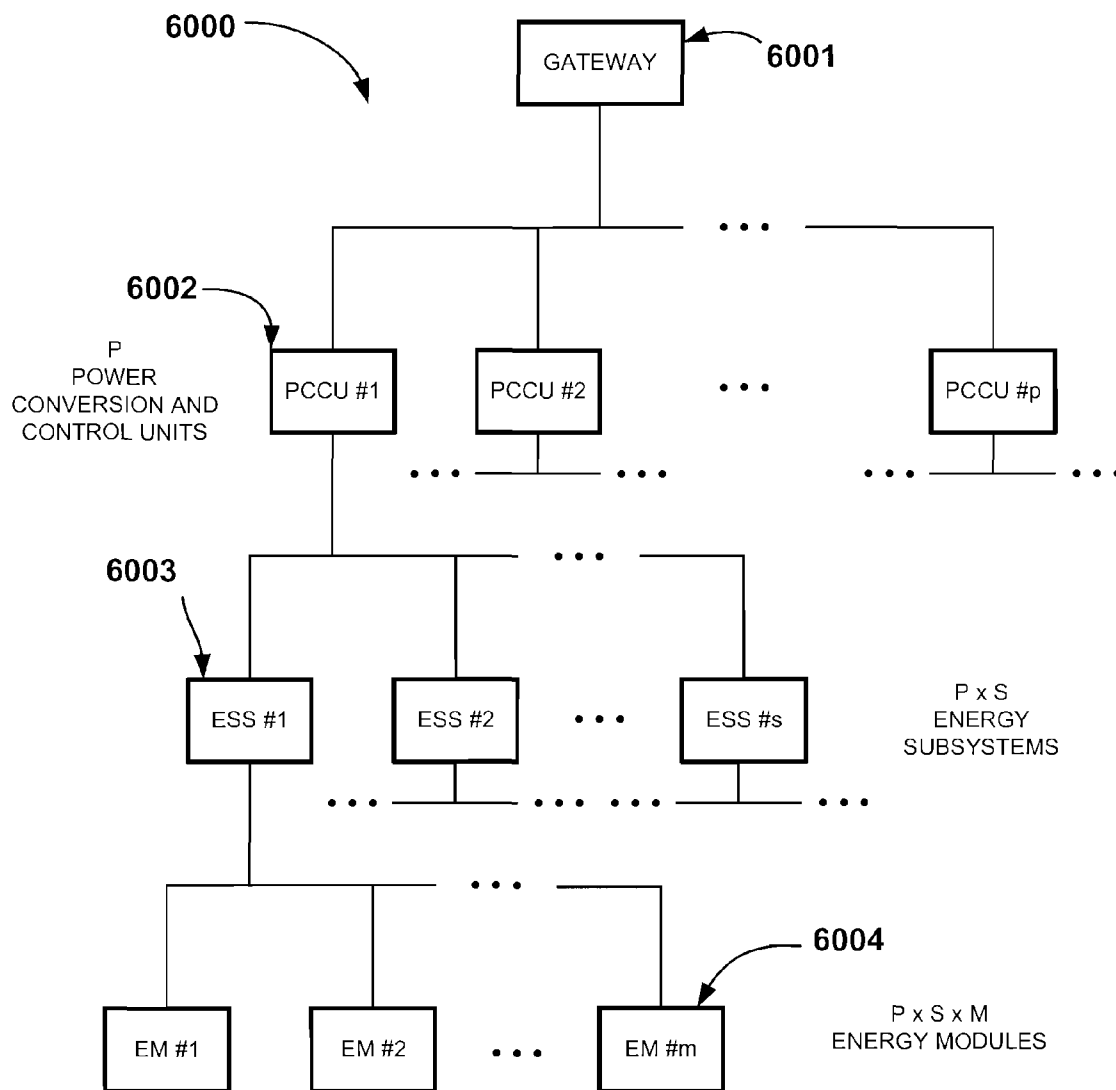 6000
GATEWAY
6001
• • •
6002
P
POWER
CONVERSION AND
CONTROL UNITS
PCCU #1
PCCU #2
• • •
PCCU #p
• • •
• • •
• • •
• • •
• • •
6003
ESS #1
ESS #2
• • •
ESS #s
P x S
ENERGY
SUBSYSTEMS
• • •
• • •
• • •
• • •
• • •
6004
EM #1
EM #2
• • •
EM #m
P x S x M
ENERGY MODULES